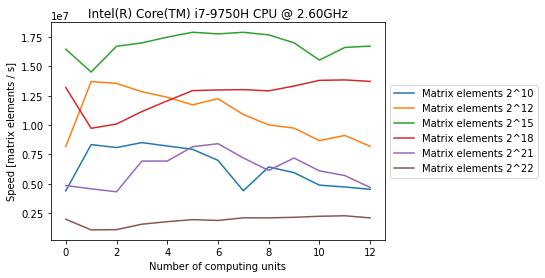 Intel(R) Core(TM) i7-9750H CPU @ 2.60GHz
1e7
1.75
1.50
1.25
1.00
0.75
0.50
0.25
Speed [matrix elements / s]
0 2 4 6 8 10 12
Number of computing units
Matrix elements 2^10
Matrix elements 2^12
Matrix elements 2^15
Matrix elements 2^18
Matrix elements 2^21
Matrix elements 2^22